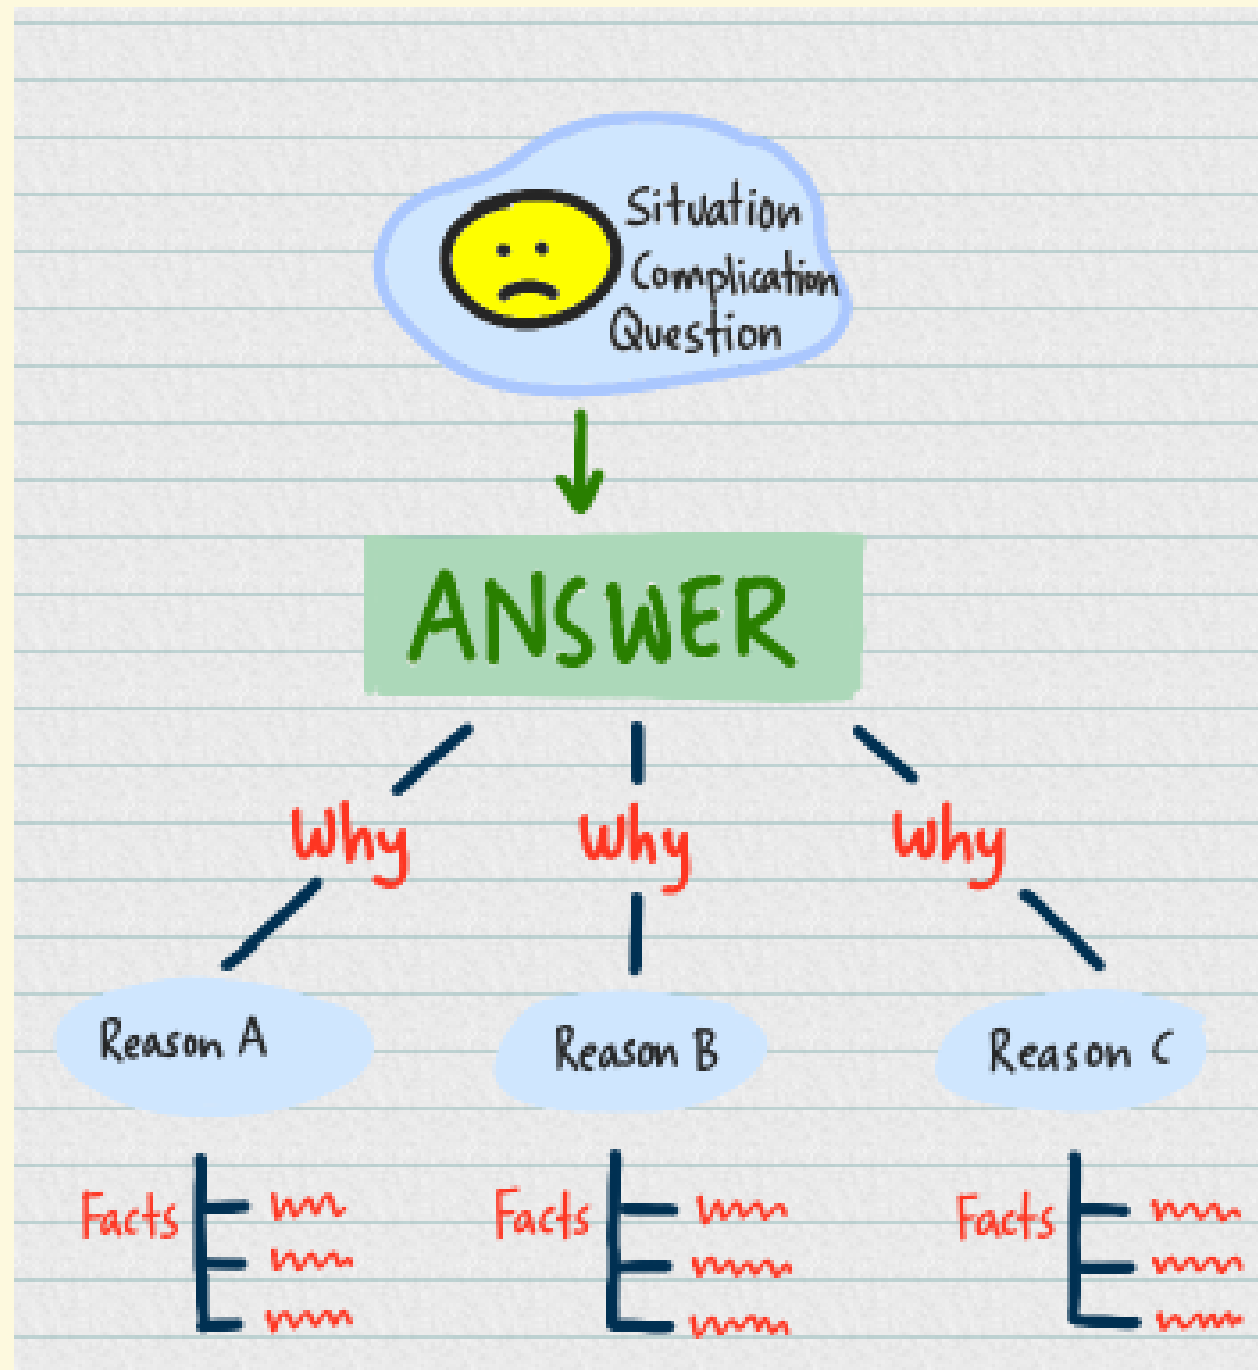 Situation
Complication
Question
ANSWER
Why Why Why
Reason A Reason B Reason C
Facts Facts Facts